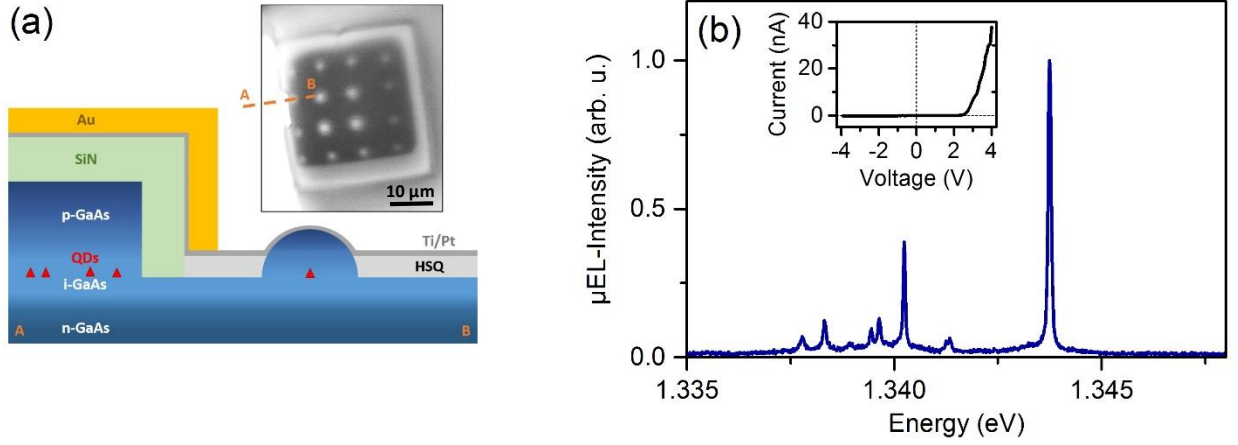 (a)
A
B
10 µm
Au
SiN
p-GaAs
QDs
i-GaAs
n-GaAs
A
Ti/Pt
HSQ
B
(b)
µEL-Intensity (arb. u.)
1.0
0.5
0.0
1.335
1.340
1.345
Energy (eV)
Current (nA)
40
20
0
-4 -2 0 2 4
Voltage (V)